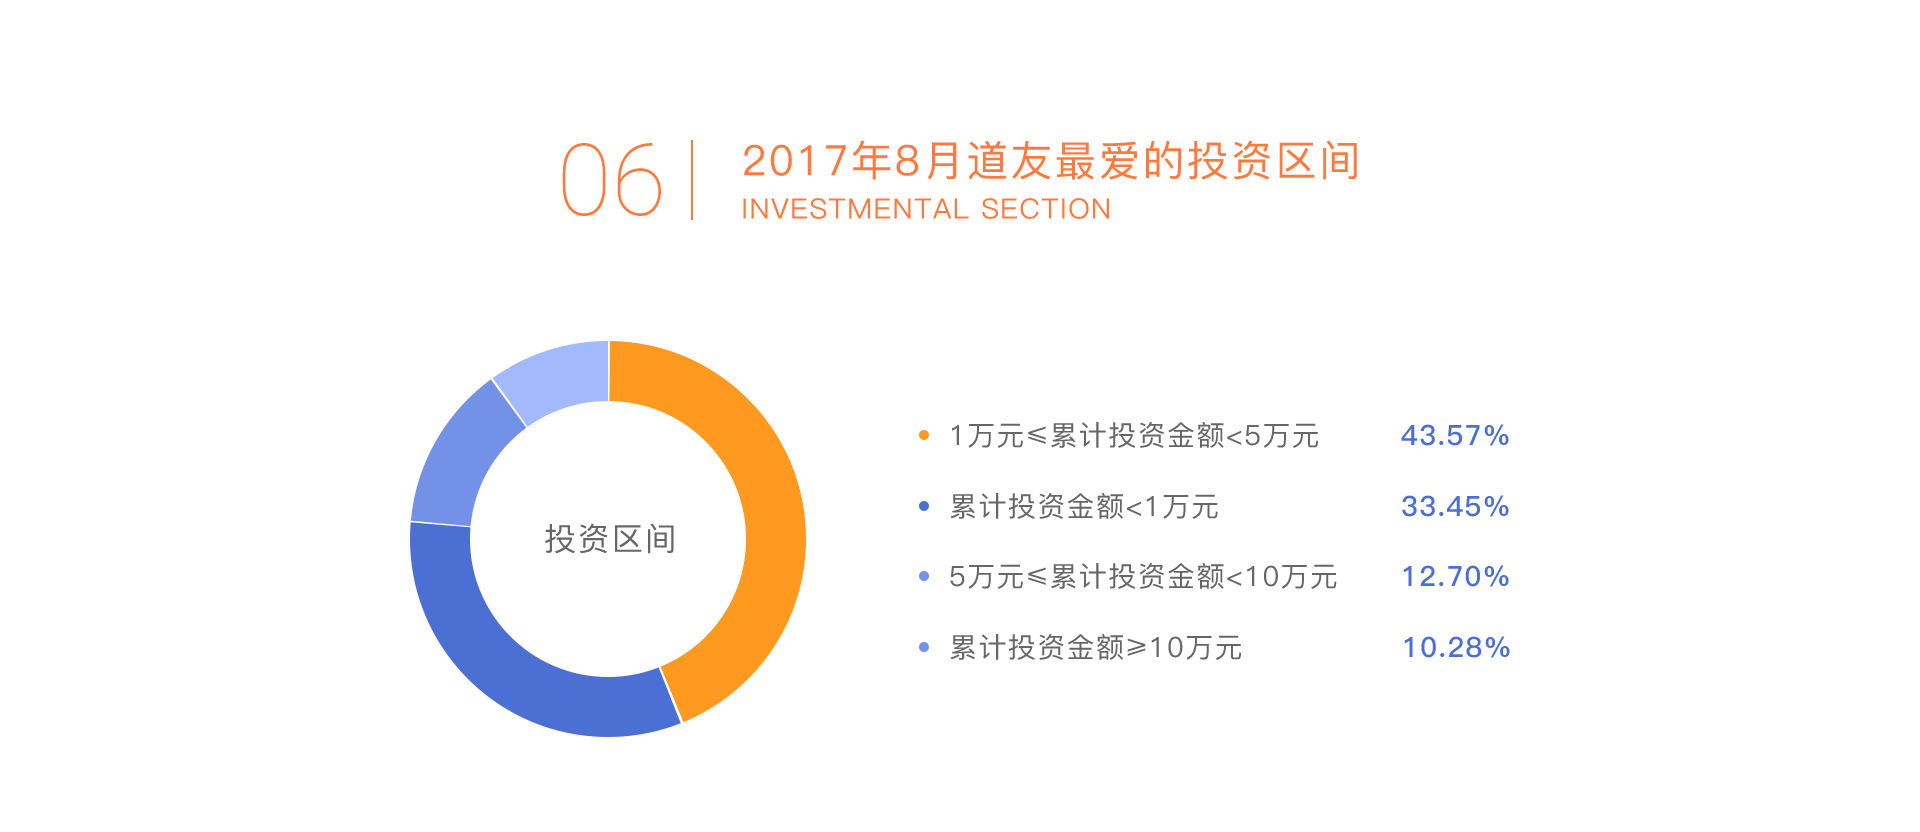 06
2017年8月道友最爱的投资区间
INVESTMENTAL SECTION
投资区间
1万元≤累计投资金额<5万元 43.57%
累计投资金额<1万元 33.45%
5万元≤累计投资金额<10万元 12.70%
累计投资金额≥10万元 10.28%